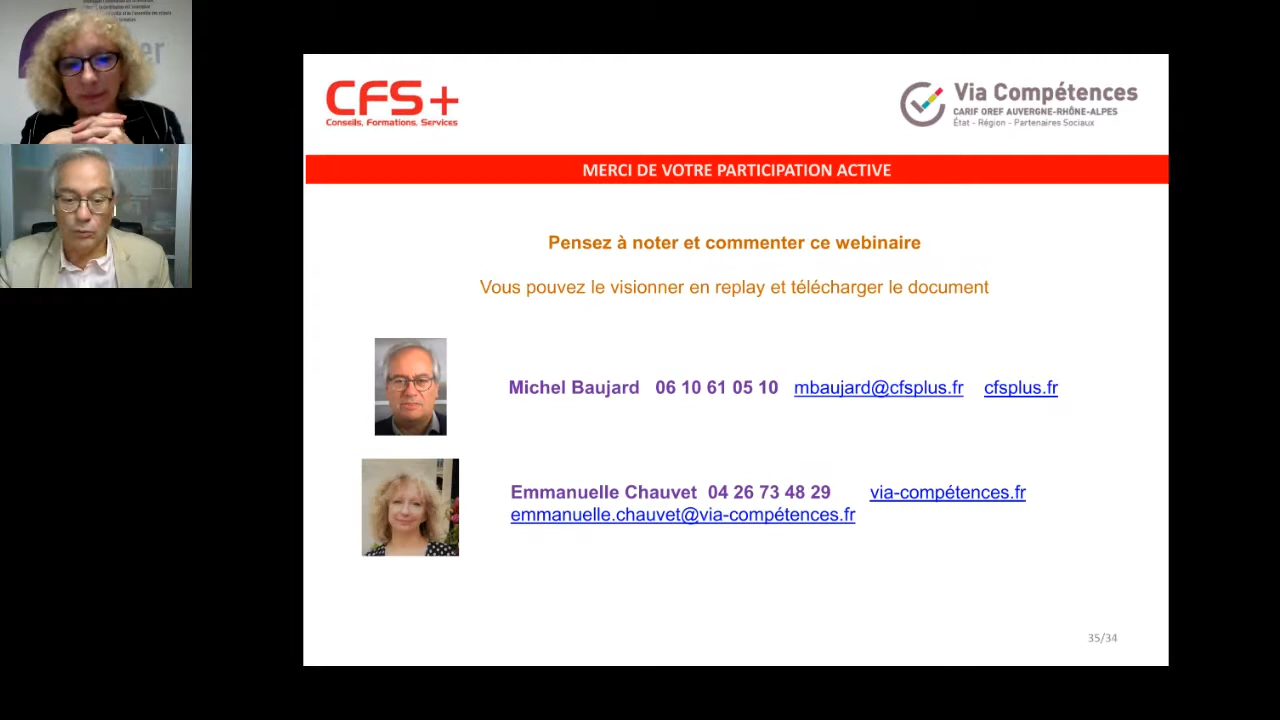 er
CFS+
Conseils, Formations, Services
Via Compétences
CARIF OREF AUVERGNE-RHÔNE-ALPES
État - Région - Partenaires Sociaux
MERCI DE VOTRE PARTICIPATION ACTIVE
Pensez à noter et commenter ce webinaire
Vous pouvez le visionner en replay et télécharger le document
Michel Baujard 06 10 61 05 10 mbaujard@cfsplus.fr cfsplus.fr
Emmanuelle Chauvet 04 26 73 48 29 via-compétences.fr
emmanuelle.chauvet@via-compétences.fr
35/34